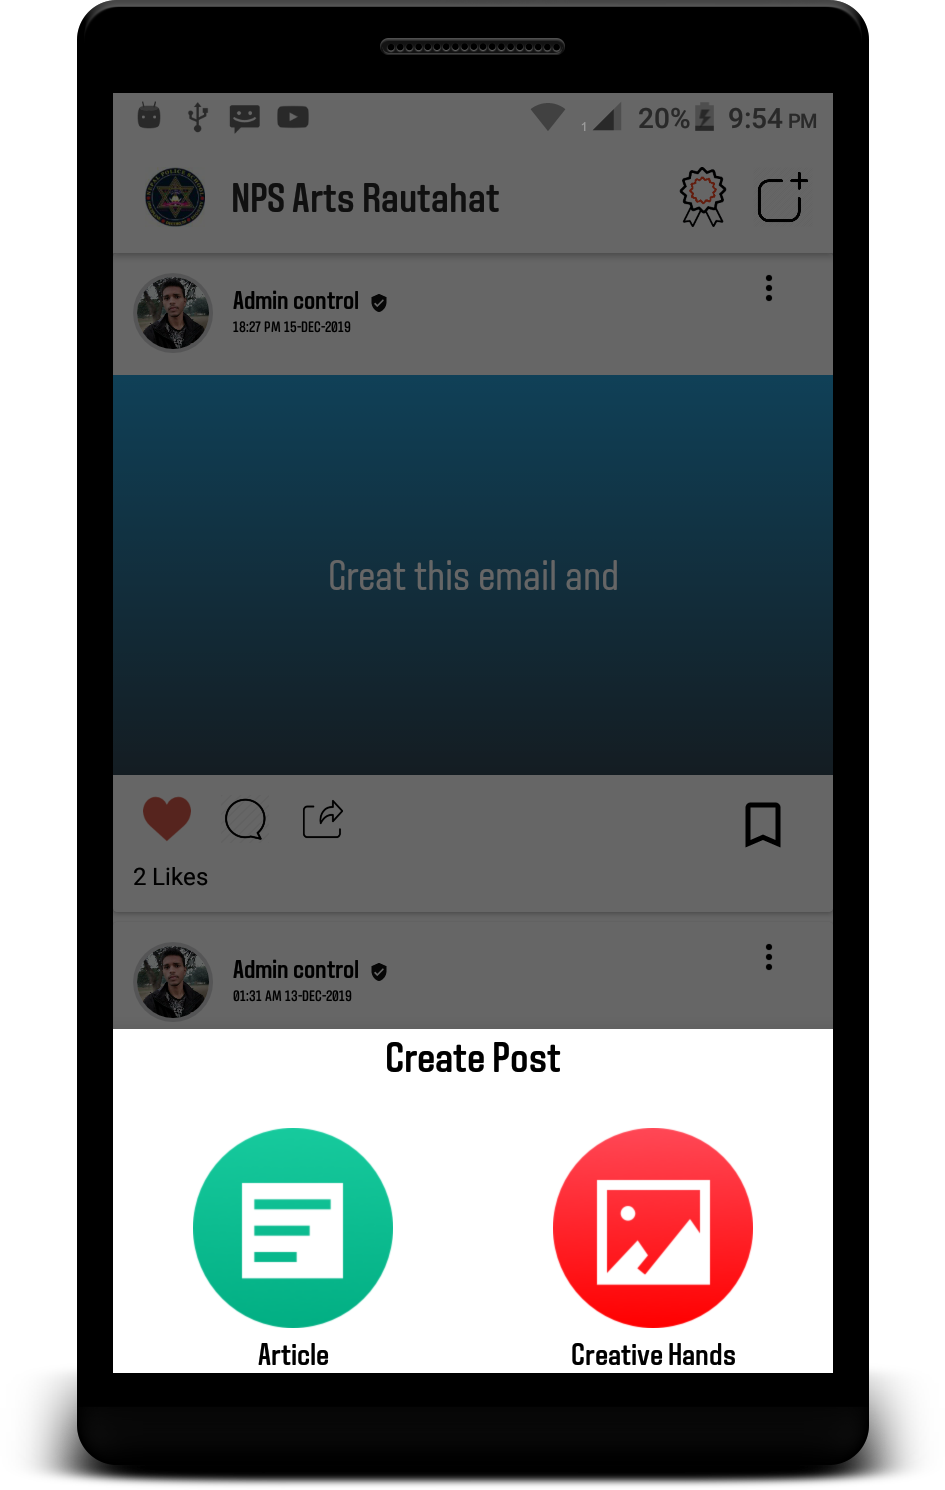 1 20% 9:54 PM
NPS Arts Rautahat
Admin control
18:27 PM 15-DEC-2019
Great this email and
2 Likes
Admin control
01:31 AM 13-DEC-2019
Create Post
Article Creative Hands